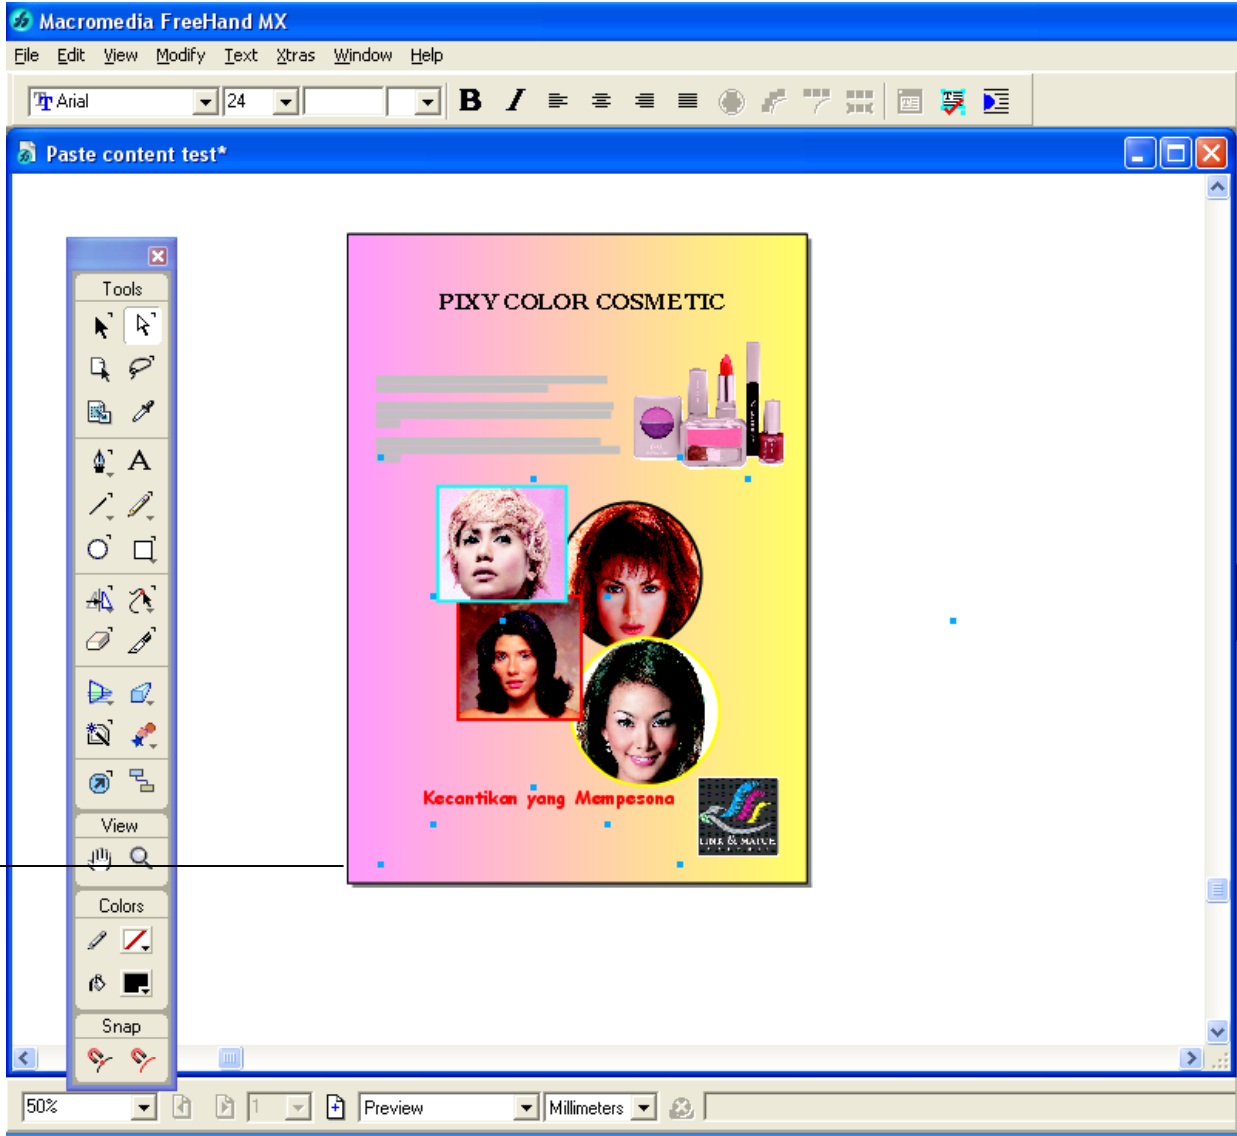 Macromedia FreeHand MX
File Edit View Modify Text Xtras Window Help
Arial 24
Paste content test*
Tools
PIXY COLOR COSMETIC
Kecantikan yang Mempesona
LINK & MATCH
View
Colors
Snap
50% 1 Preview Millimeters